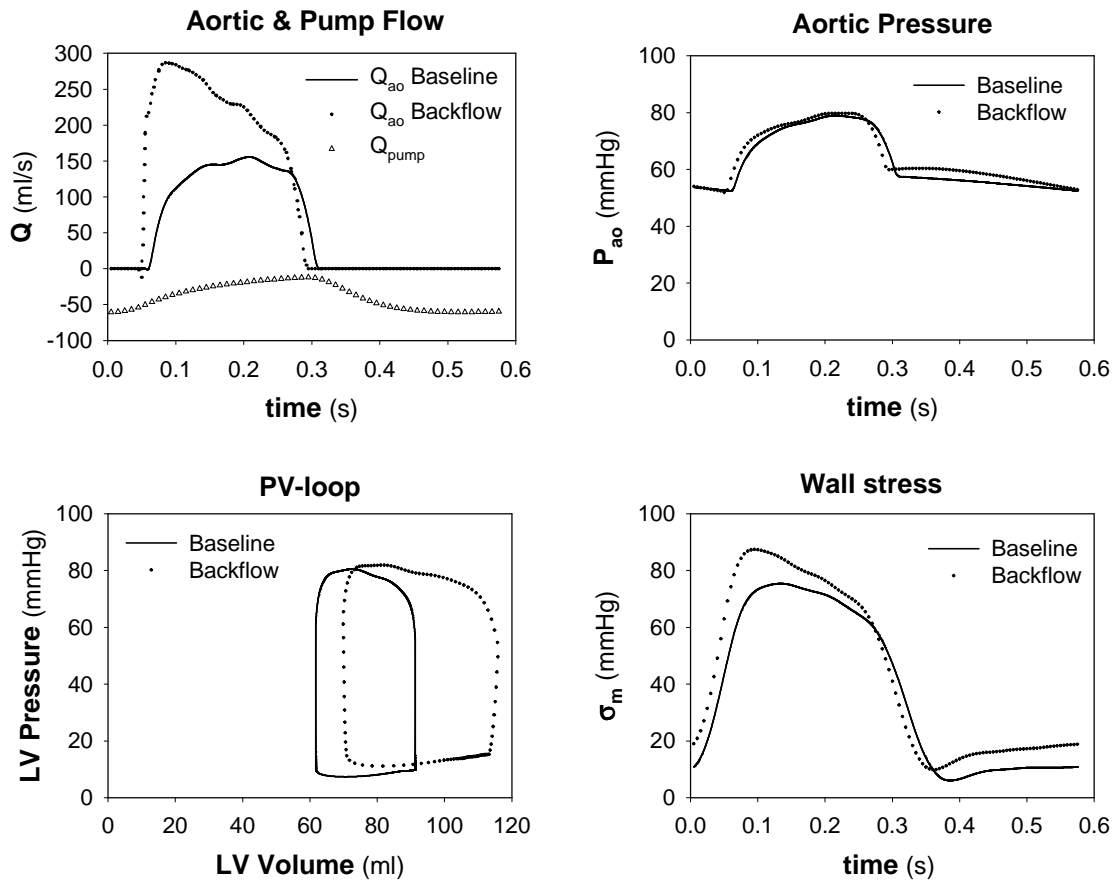 Aortic & Pump Flow
300
250
200
150
100
50
0
-50
-100
Q (ml/s)
Q_ao Baseline
Q_ao Backflow
Q_pump
0.0 0.1 0.2 0.3 0.4 0.5 0.6
time (s)
Aortic Pressure
100
80
60
40
20
0
P_ao (mmHg)
Baseline
Backflow
0.0 0.1 0.2 0.3 0.4 0.5 0.6
time (s)
PV-loop
100
80
60
40
20
0
LV Pressure (mmHg)
Baseline
Backflow
0 20 40 60 80 100 120
LV Volume (ml)
Wall stress
100
80
60
40
20
0
σ_m (mmHg)
Baseline
Backflow
0.0 0.1 0.2 0.3 0.4 0.5 0.6
time (s)